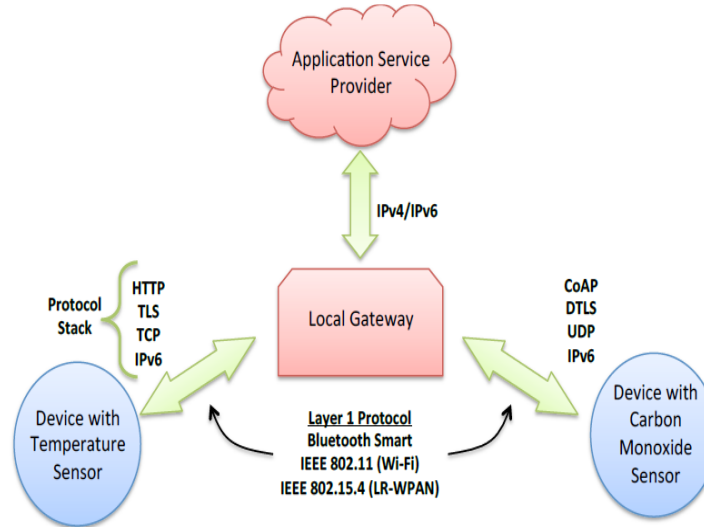 Application Service
Provider
IPv4/IPv6
HTTP
TLS
TCP
IPv6
Protocol
Stack
CoAP
DTLS
UDP
IPv6
Local Gateway
Device with
Temperature
Sensor
Layer 1 Protocol
Bluetooth Smart
IEEE 802.11 (Wi-Fi)
IEEE 802.15.4 (LR-WPAN)
Device with
Carbon
Monoxide
Sensor